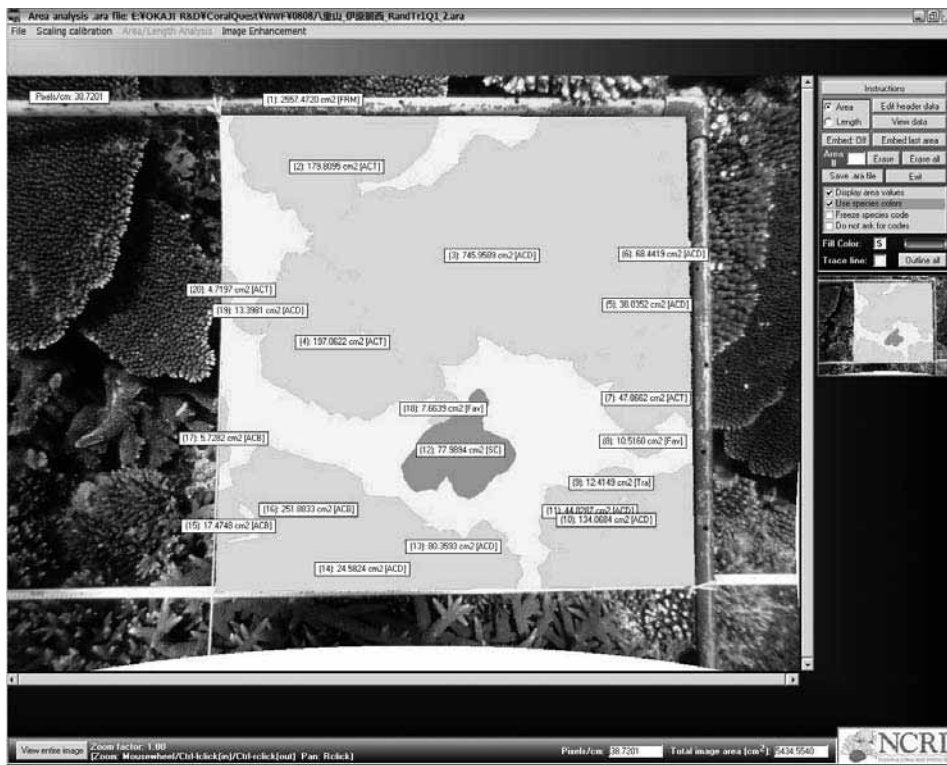 Area analysis .ara file: E:¥OKAJI R&D¥CoralQuest¥WWF¥0808/八重山_伊原間西_RandTr1Q1_2.ara
File Scaling calibration Area/Length Analysis Image Enhancement
Pixels/cm: 38.7201
(1): 2557.4720 cm2 [FRM]
(2): 179.8095 cm2 [ACT]
(3): 745.9589 cm2 [ACD]
(6): 68.4419 cm2 [ACD]
(20): 4.7197 cm2 [ACT]
(19): 13.3981 cm2 [ACD]
(5): 38.0352 cm2 [ACD]
(4): 197.0622 cm2 [ACT]
(7): 47.0662 cm2 [ACT]
(18): 7.6639 cm2 [Fav]
(17): 5.7282 cm2 [ACB]
(8): 10.5160 cm2 [Fav]
(12): 77.9894 cm2 [SC]
(9): 12.4149 cm2 [Tra]
(16): 251.8833 cm2 [ACB]
(11): 44.0287 cm2 [ACD]
(10): 134.0684 cm2 [ACD]
(15): 17.4748 cm2 [ACB]
(13): 80.3593 cm2 [ACD]
(14): 24.5824 cm2 [ACD]
Instructions
Area Edit header data
Length View data
Embed: Off Embed last area
Area # Erase Erase all
Save .ara file Exit
Display area values
Use species colors
Freeze species code
Do not ask for codes
Fill Color: S
Trace line: Outline all
View entire image
Zoom factor: 1.00
[Zoom: Mousewheel/Ctrl-lclick[in]/Ctrl-rclick[out] Pan: Rclick]
Pixels/cm: 38.7201 Total image area [cm²]: 6434.5540
NCRI